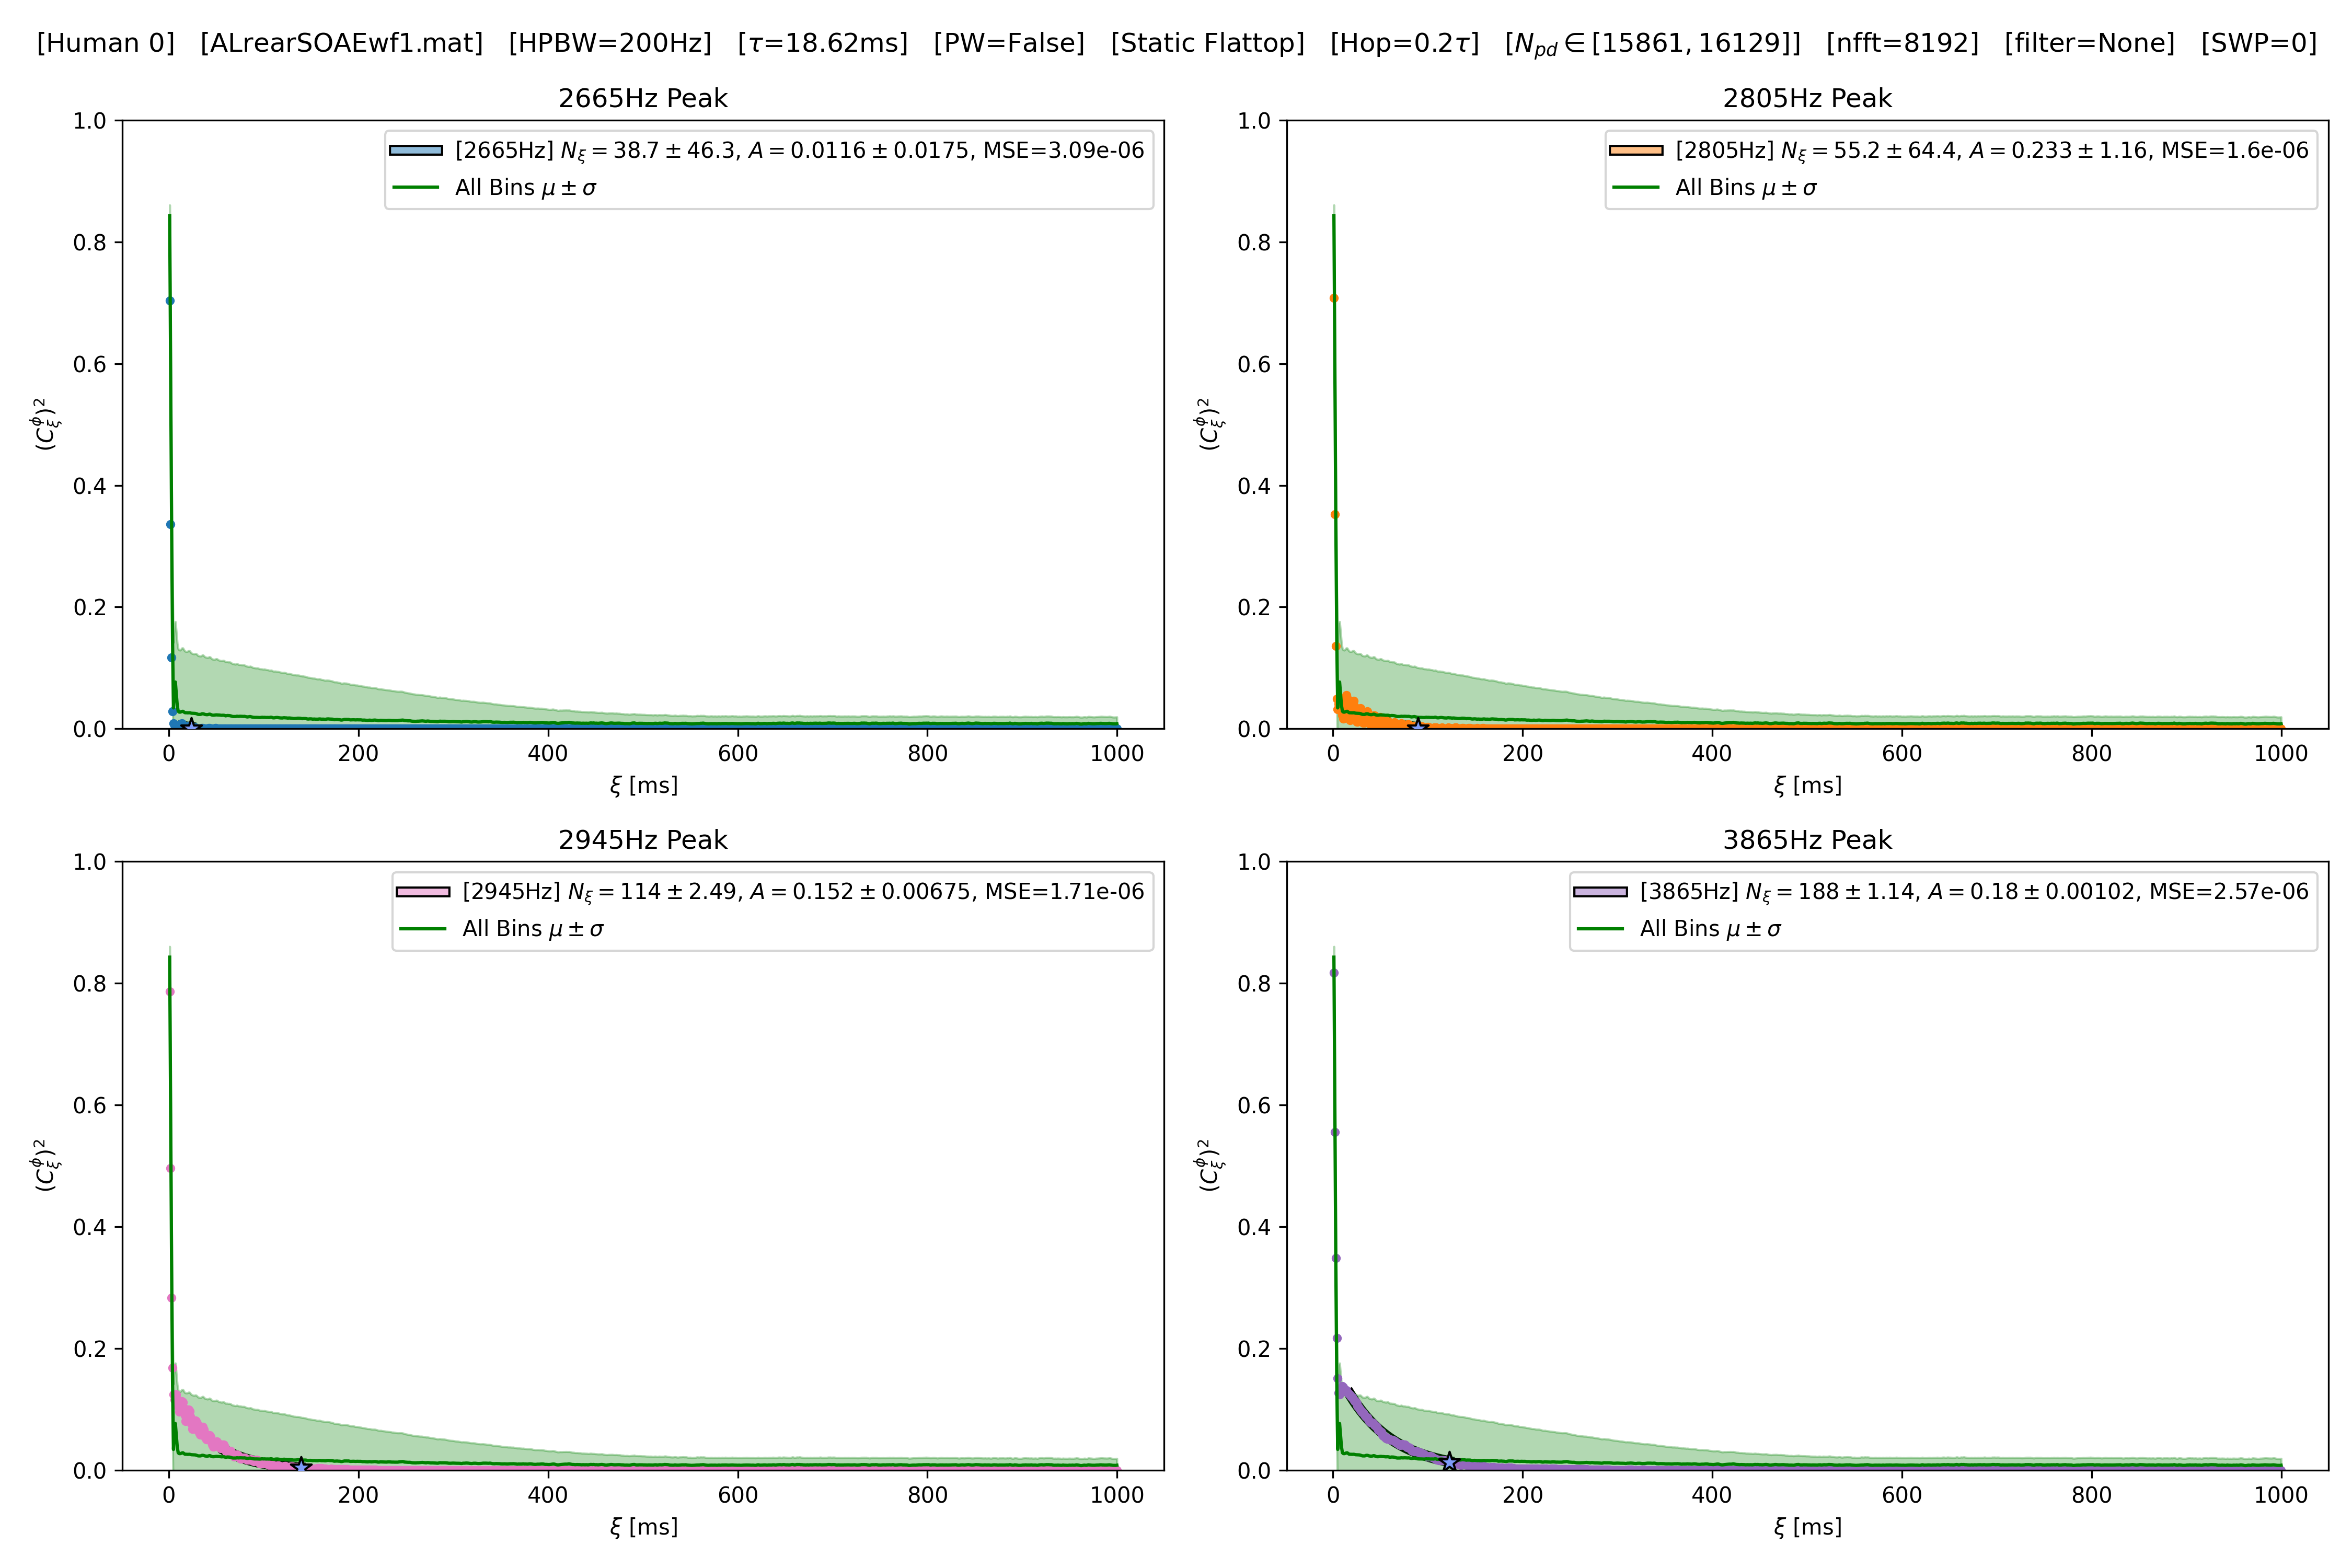 [Human 0] [ALrearSOAEwf1.mat] [HPBW=200Hz] [τ=18.62ms] [PW=False] [Static Flattop] [Hop=0.2τ] [N_pd ∈ [15861, 16129]] [nfft=8192] [filter=None] [SWP=0]
2665Hz Peak
[2665Hz] N_ξ = 38.7 ± 46.3, A = 0.0116 ± 0.0175, MSE=3.09e-06
All Bins μ ± σ
1.0
0.8
0.6
0.4
0.2
0.0
(C_ξ^ϕ)²
0 200 400 600 800 1000
ξ [ms]
2805Hz Peak
[2805Hz] N_ξ = 55.2 ± 64.4, A = 0.233 ± 1.16, MSE=1.6e-06
All Bins μ ± σ
1.0
0.8
0.6
0.4
0.2
0.0
(C_ξ^ϕ)²
0 200 400 600 800 1000
ξ [ms]
2945Hz Peak
[2945Hz] N_ξ = 114 ± 2.49, A = 0.152 ± 0.00675, MSE=1.71e-06
All Bins μ ± σ
1.0
0.8
0.6
0.4
0.2
0.0
(C_ξ^ϕ)²
0 200 400 600 800 1000
ξ [ms]
3865Hz Peak
[3865Hz] N_ξ = 188 ± 1.14, A = 0.18 ± 0.00102, MSE=2.57e-06
All Bins μ ± σ
1.0
0.8
0.6
0.4
0.2
0.0
(C_ξ^ϕ)²
0 200 400 600 800 1000
ξ [ms]